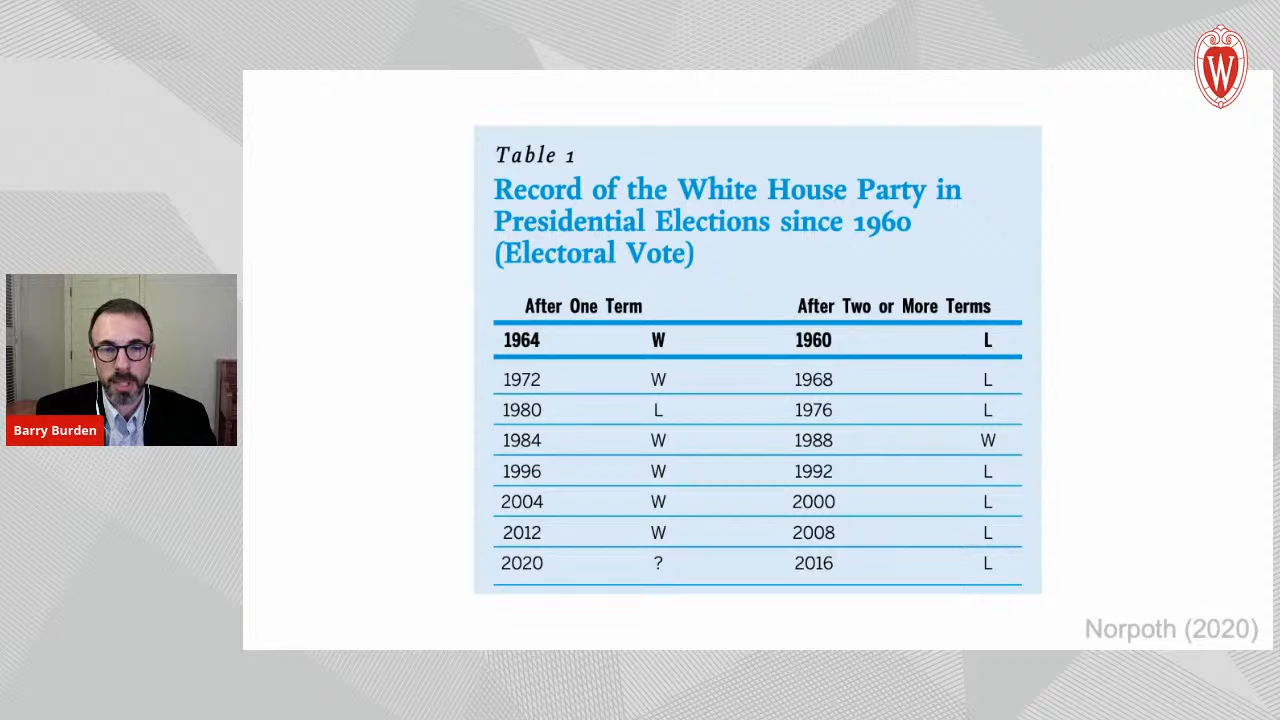 W
Table 1
Record of the White House Party in
Presidential Elections since 1960
(Electoral Vote)
After One Term After Two or More Terms
1964 W 1960 L
1972 W 1968 L
1980 L 1976 L
1984 W 1988 W
1996 W 1992 L
2004 W 2000 L
2012 W 2008 L
2020 ? 2016 L
Barry Burden
Norpoth (2020)